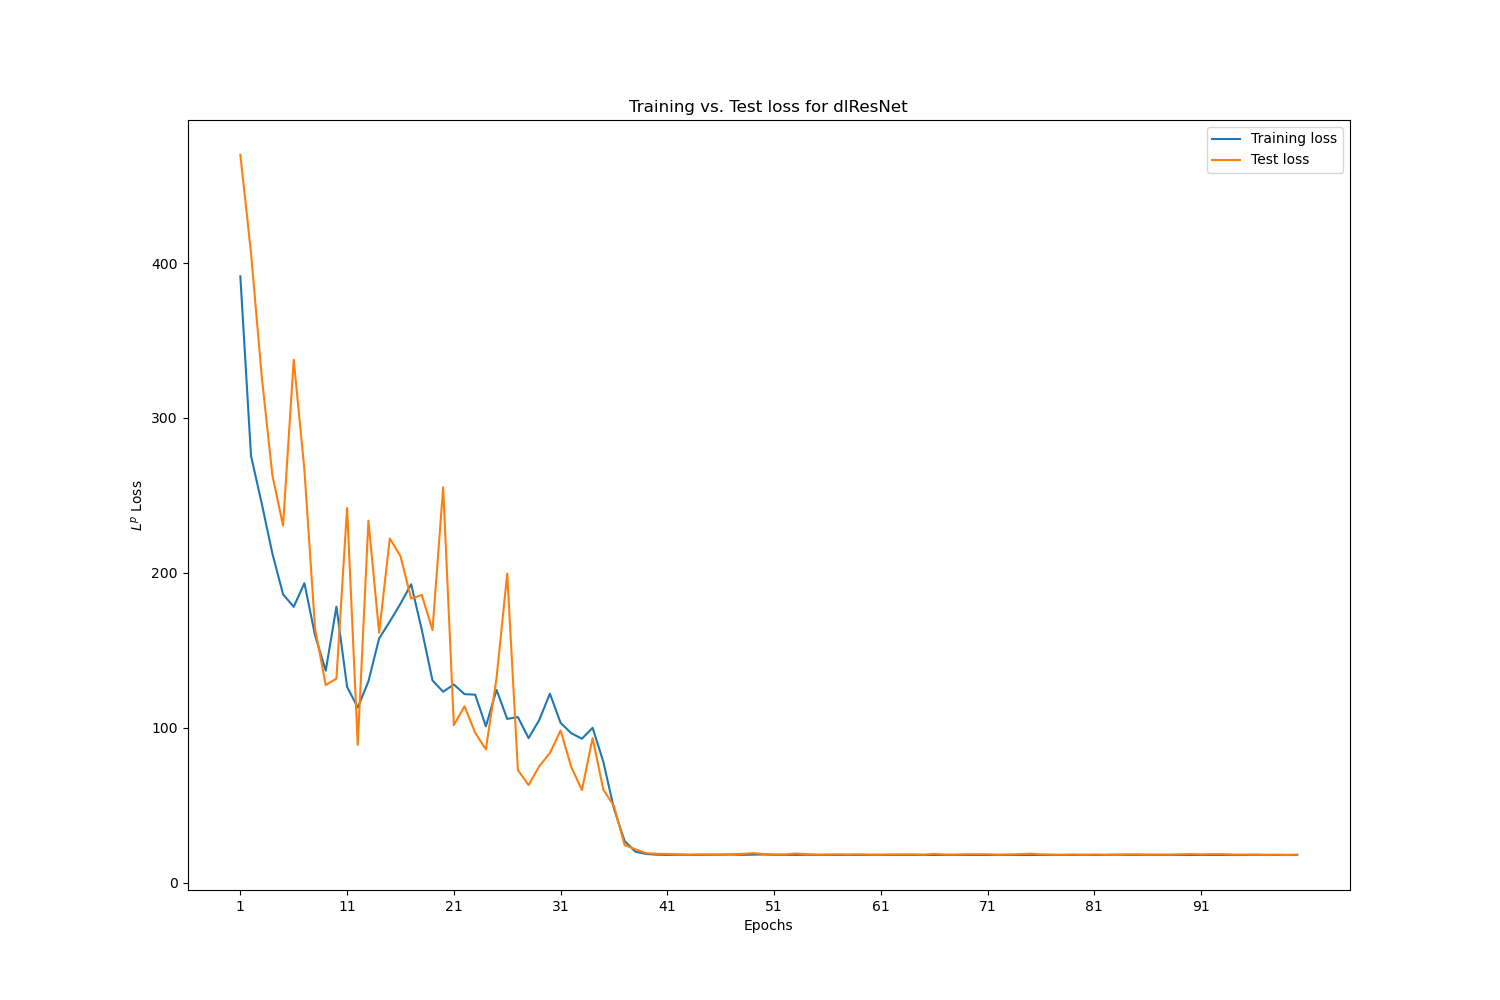 Training vs. Test loss for dlResNet
Training loss
Test loss
400
300
200
100
0
L^p Loss
1 11 21 31 41 51 61 71 81 91
Epochs